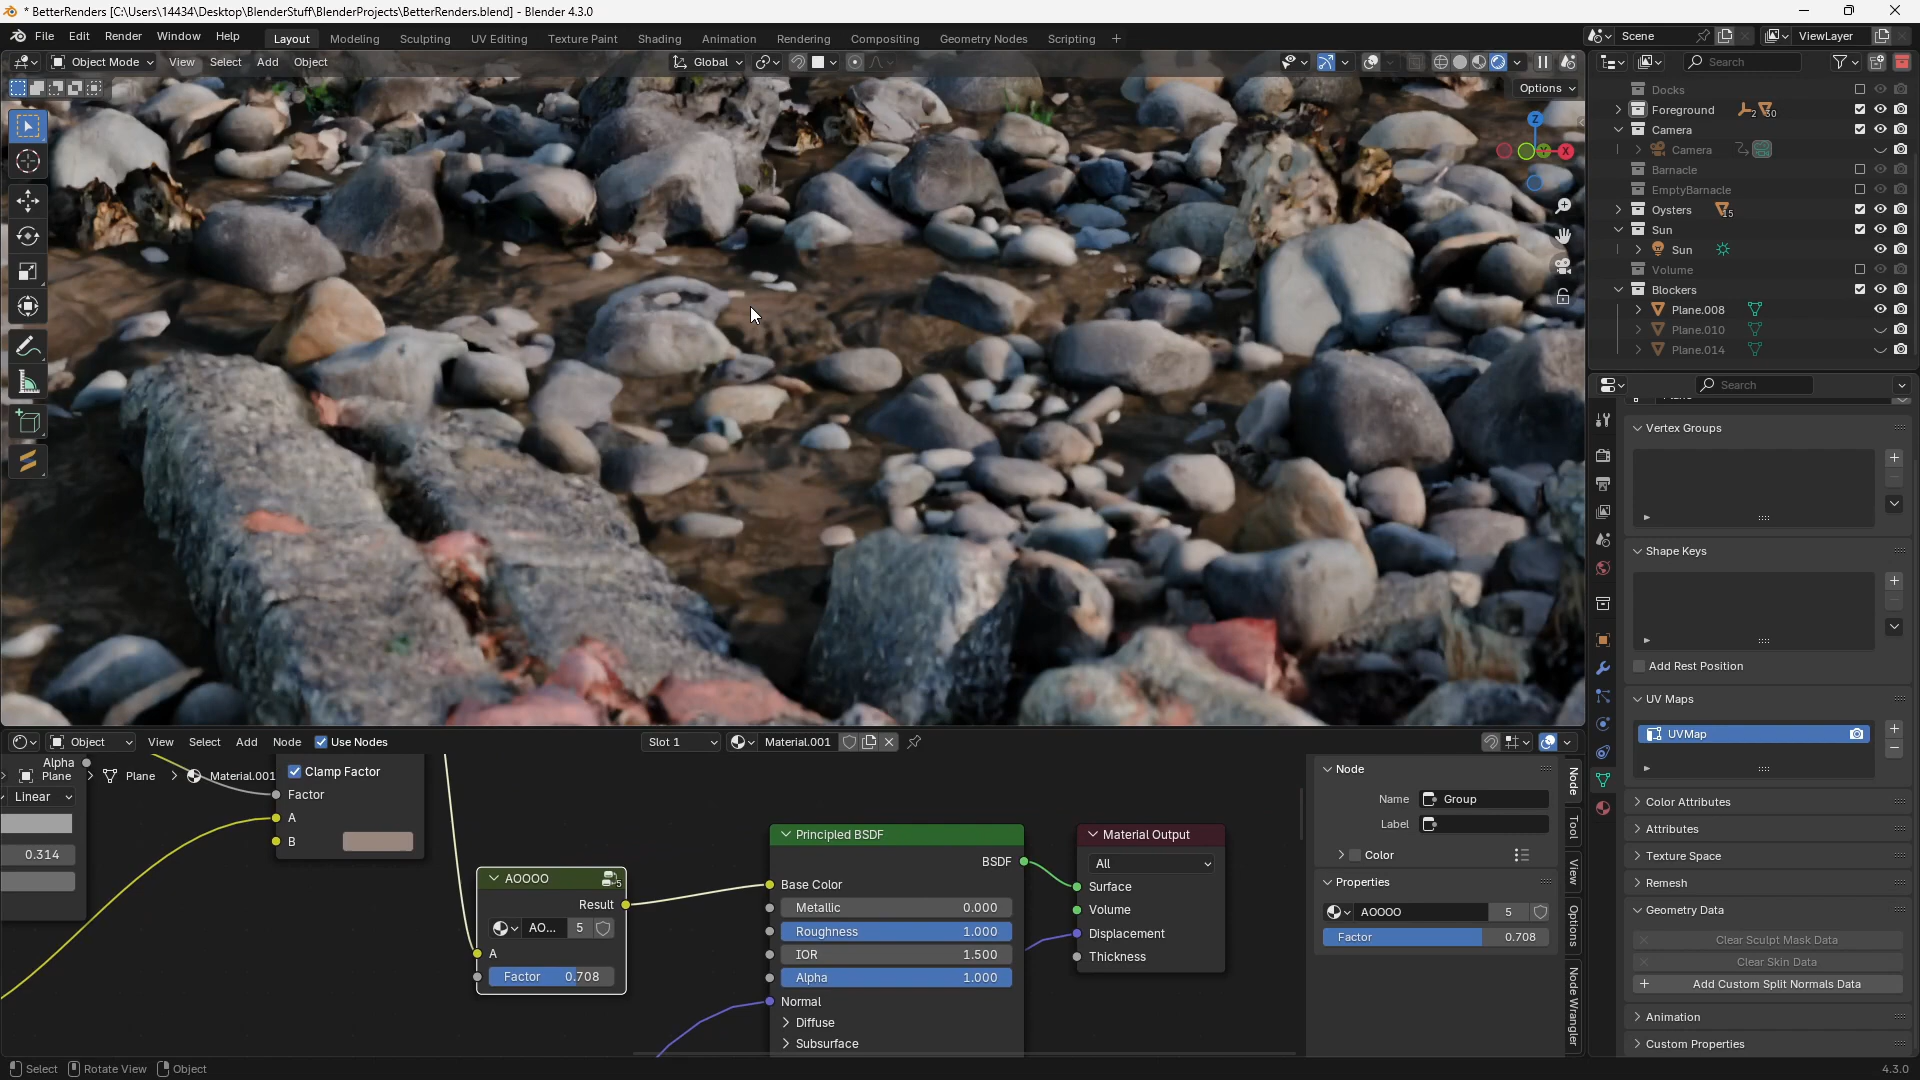 * BetterRenders [C:\Users\14434\Desktop\BlenderStuff\BlenderProjects\BetterRenders.blend] - Blender 4.3.0
File Edit Render Window Help Layout Modeling Sculpting UV Editing Texture Paint Shading Animation Rendering Compositing Geometry Nodes Scripting + Scene ViewLayer
Object Mode View Select Add Object Global Search
Options
Docks
Foreground 2 30
Camera
Camera
Barnacle
EmptyBarnacle
Oysters 15
Sun
Sun
Volume
Blockers
Plane.008
Plane.010
Plane.014
Z
Y
X
Search
Vertex Groups
Shape Keys
Add Rest Position
UV Maps
UVMap
Color Attributes
Attributes
Texture Space
Remesh
Geometry Data
Clear Sculpt Mask Data
Clear Skin Data
Add Custom Split Normals Data
Animation
Custom Properties
Object View Select Add Node Use Nodes Slot 1 Material.001
Alpha
Plane Plane Material.001
Linear
0.314
Clamp Factor
Factor
A
B
AOOOO
5
Result
AO... 5
A
Factor 0.708
Principled BSDF
BSDF
Base Color
Metallic 0.000
Roughness 1.000
IOR 1.500
Alpha 1.000
Normal
Diffuse
Subsurface
Material Output
All
Surface
Volume
Displacement
Thickness
Node
Name Group
Label
Color
Properties
AOOOO 5
Factor 0.708
Node
Tool
View
Options
Node Wrangler
Select Rotate View Object 4.3.0